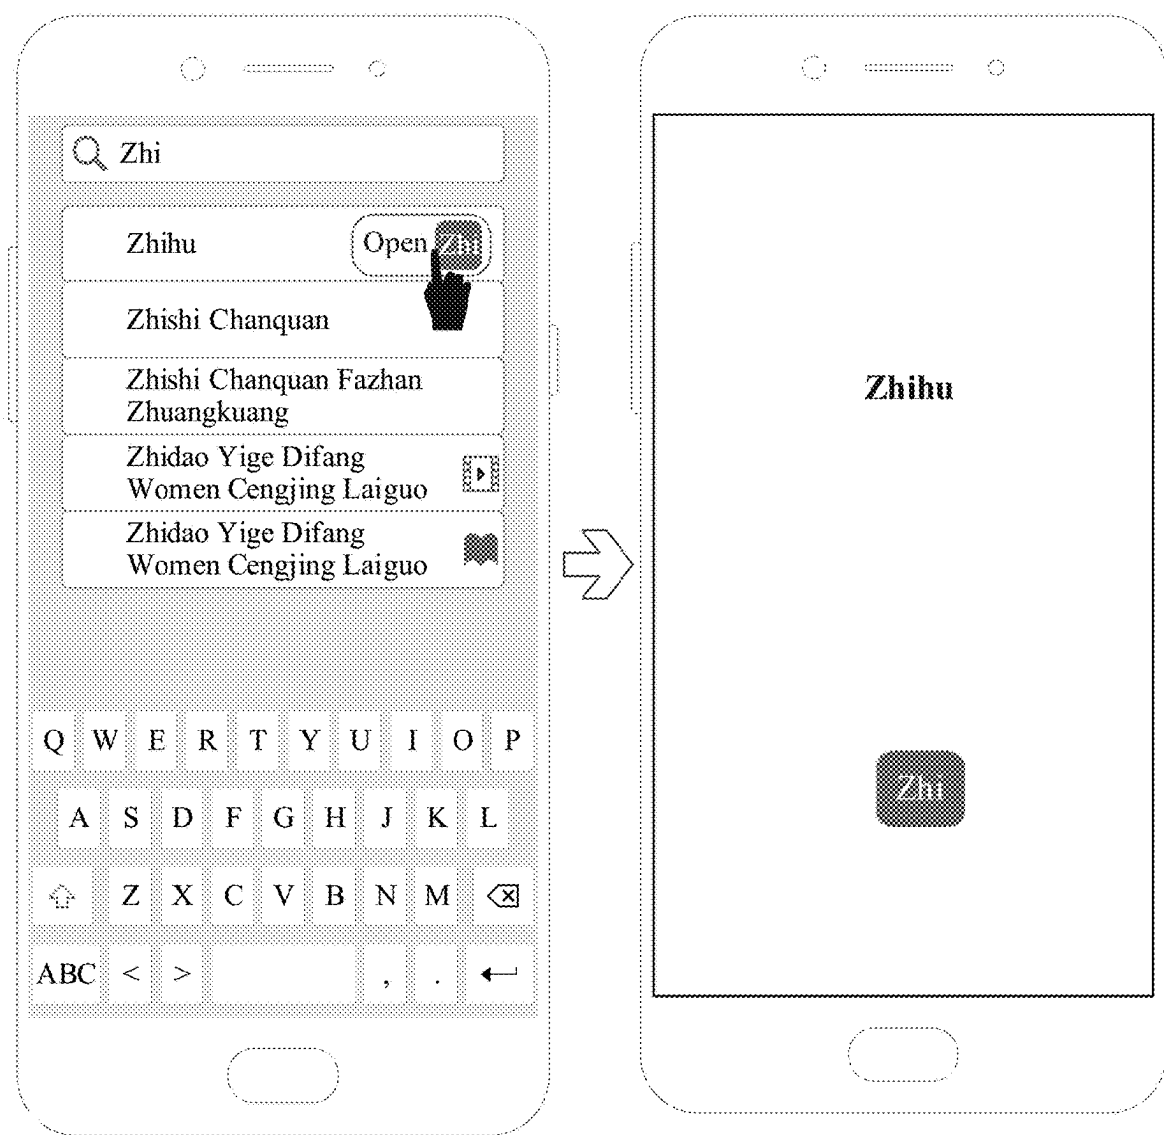 Zhi
Zhihu
Open Zhi
Zhishi Chanquan
Zhishi Chanquan Fazhan
Zhuangkuang
Zhidao Yige Difang
Women Cengjing Laiguo
Zhidao Yige Difang
Women Cengjing Laiguo
Q W E R T Y U I O P
A S D F G H J K L
Z X C V B N M
ABC < > , .
Zhihu
Zhi